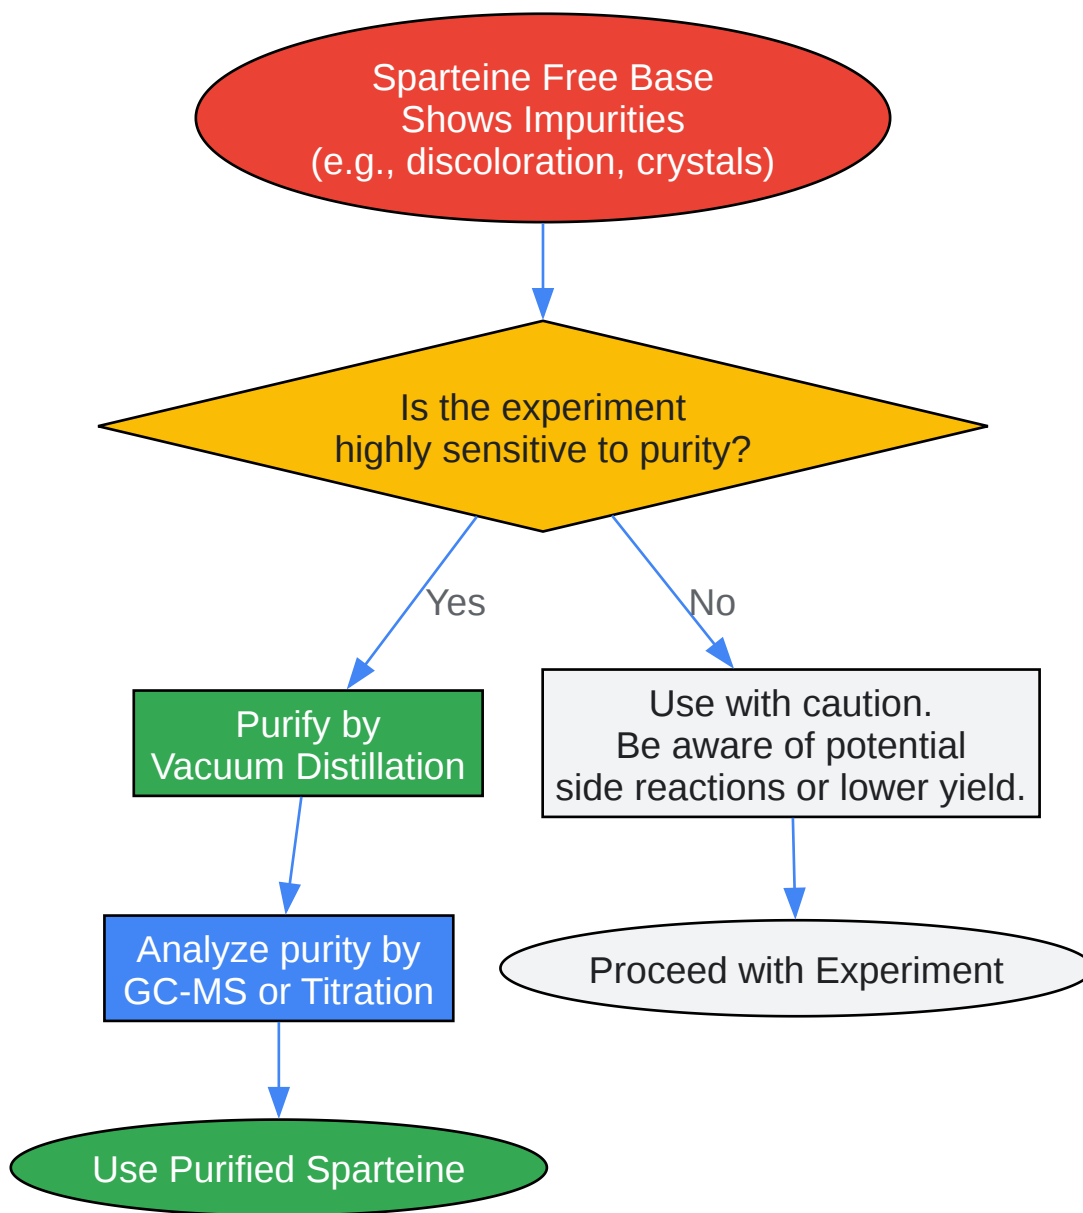 Sparteine Free Base
Shows Impurities
(e.g., discoloration, crystals)
Is the experiment
highly sensitive to purity?
Yes
No
Purify by
Vacuum Distillation
Use with caution.
Be aware of potential
side reactions or lower yield.
Analyze purity by
GC-MS or Titration
Proceed with Experiment
Use Purified Sparteine